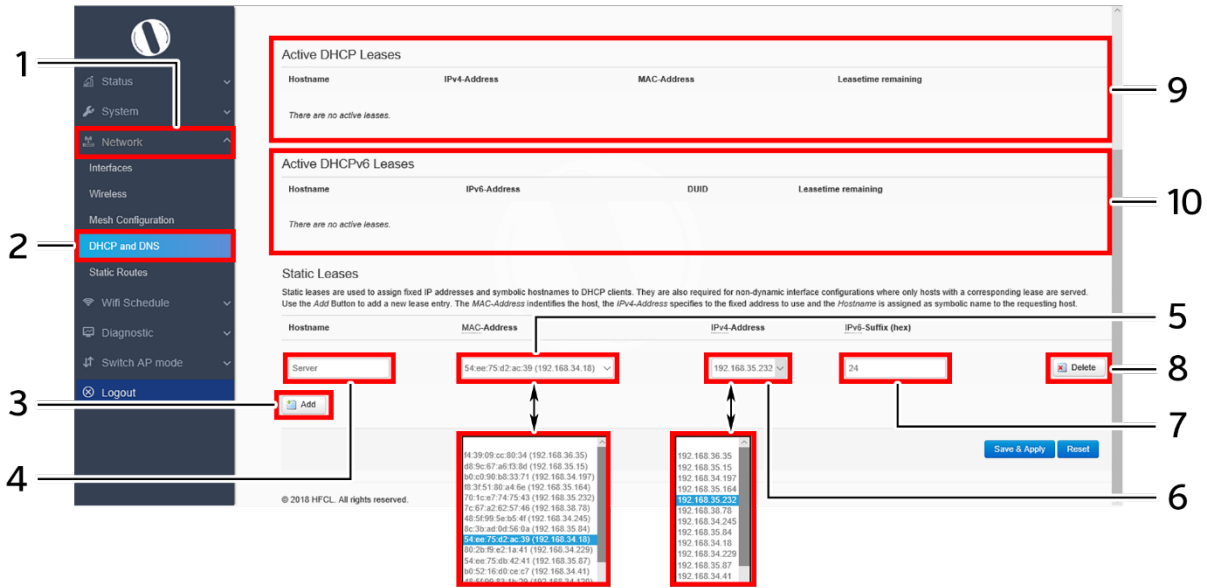 1
2
3
4
5
6
7
8
9
10
Status
System
Network
Interfaces
Wireless
Mesh Configuration
DHCP and DNS
Static Routes
Wifi Schedule
Diagnostic
Switch AP mode
Logout
Active DHCP Leases
Hostname IPv4-Address MAC-Address Leasetime remaining
There are no active leases.
Active DHCPv6 Leases
Hostname IPv6-Address DUID Leasetime remaining
There are no active leases.
Static Leases
Static leases are used to assign fixed IP addresses and symbolic hostnames to DHCP clients. They are also required for non-dynamic interface configurations where only hosts with a corresponding lease are served.
Use the Add Button to add a new lease entry. The MAC-Address indentifies the host, the IPv4-Address specifies to the fixed address to use and the Hostname is assigned as symbolic name to the requesting host.
Hostname MAC-Address IPv4-Address IPv6-Suffix (hex)
Server 54:ee:75:d2:ac:39 (192.168.34.18) 192.168.35.232 24 Delete
Add
f4:39:09:cc:80:34 (192.168.36.35)
d8:9c:67:a6:f3:8d (192.168.35.15)
b0:c0:90:b8:33:71 (192.168.34.197)
f8:3f:51:80:a4:6e (192.168.35.164)
70:1c:e7:74:75:43 (192.168.35.232)
7c:67:a2:62:57:46 (192.168.38.78)
48:5f:99:5e:b5:4f (192.168.34.245)
8c:3b:ad:0d:56:0a (192.168.35.84)
54:ee:75:d2:ac:39 (192.168.34.18)
80:2b:f9:e2:1a:41 (192.168.34.229)
54:ee:75:db:42:41 (192.168.35.87)
b0:52:16:d0:ce:c7 (192.168.34.41)
192.168.36.35
192.168.35.15
192.168.34.197
192.168.35.164
192.168.35.232
192.168.38.78
192.168.34.245
192.168.35.84
192.168.34.18
192.168.34.229
192.168.35.87
192.168.34.41
Save & Apply Reset
© 2018 HFCL. All rights reserved.